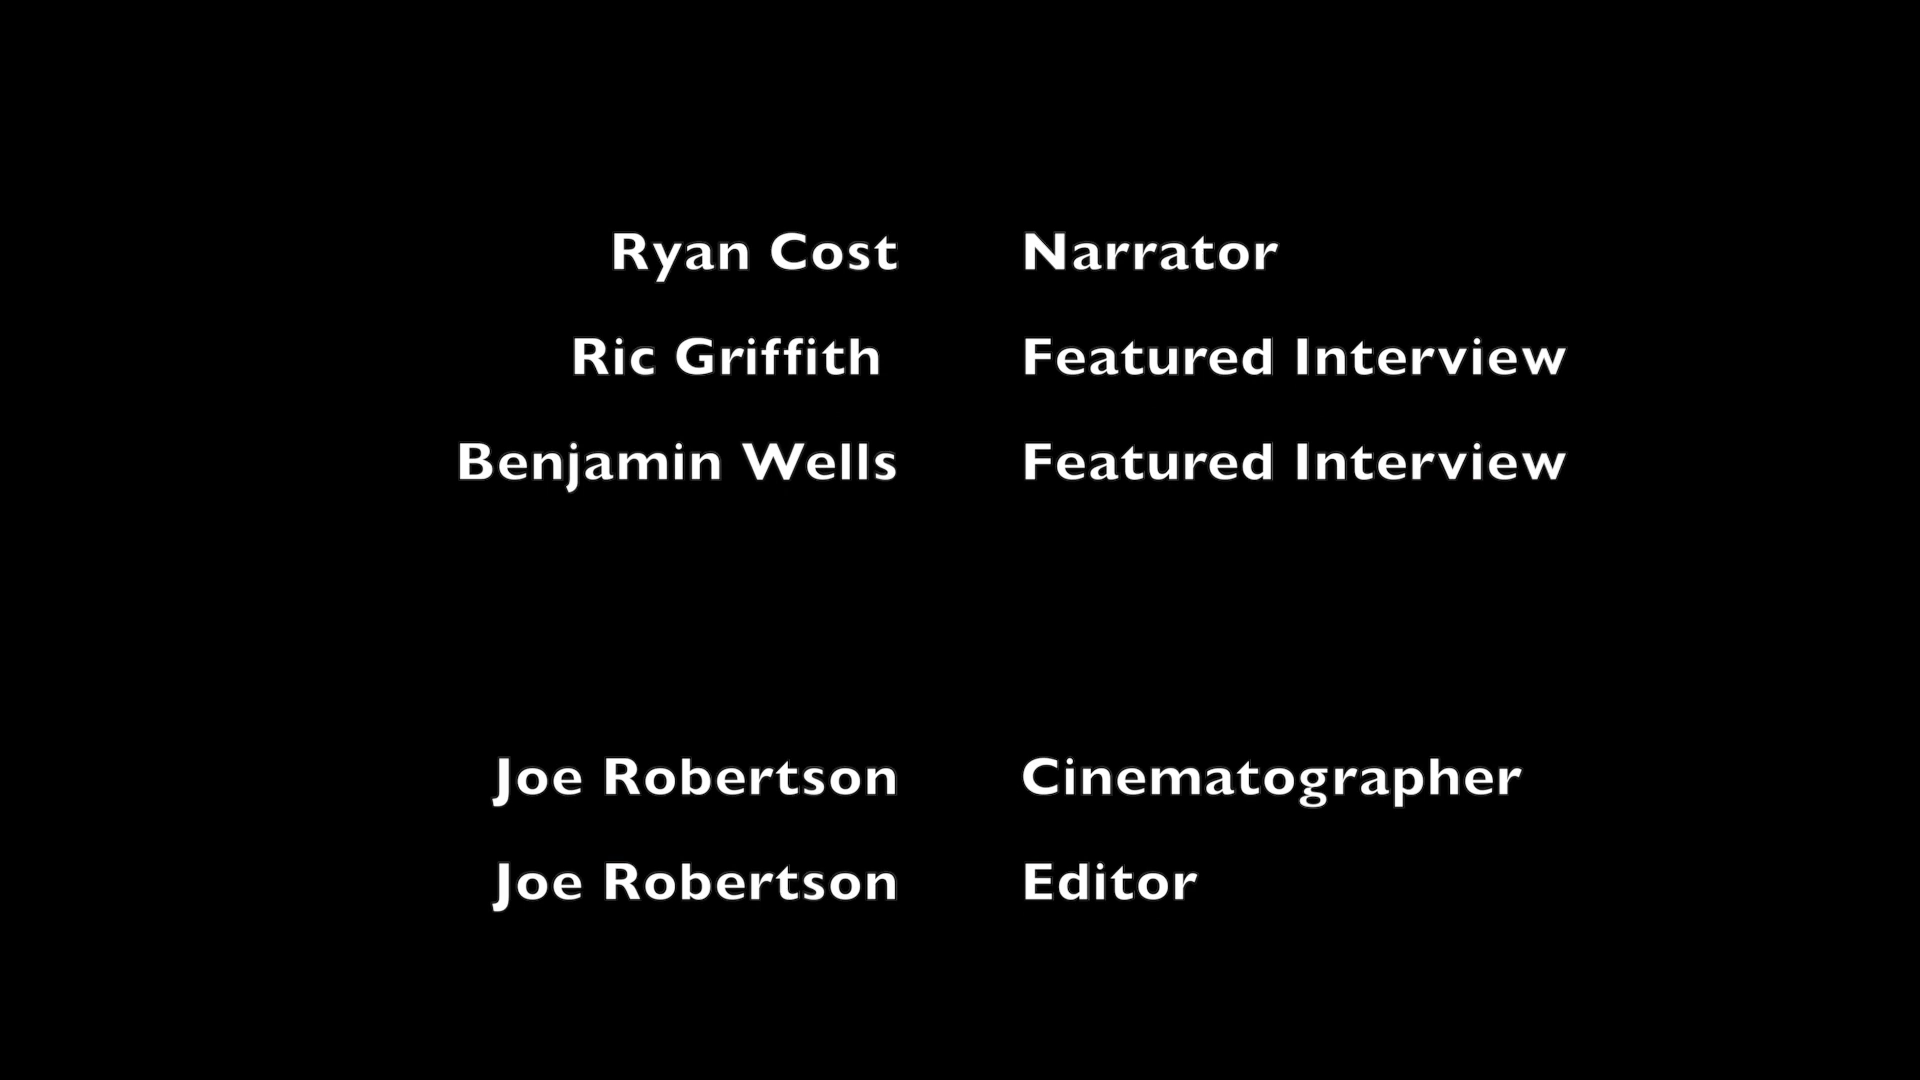 Ryan Cost Narrator
Ric Griffith Featured Interview
Benjamin Wells Featured Interview
Joe Robertson Cinematographer
Joe Robertson Editor